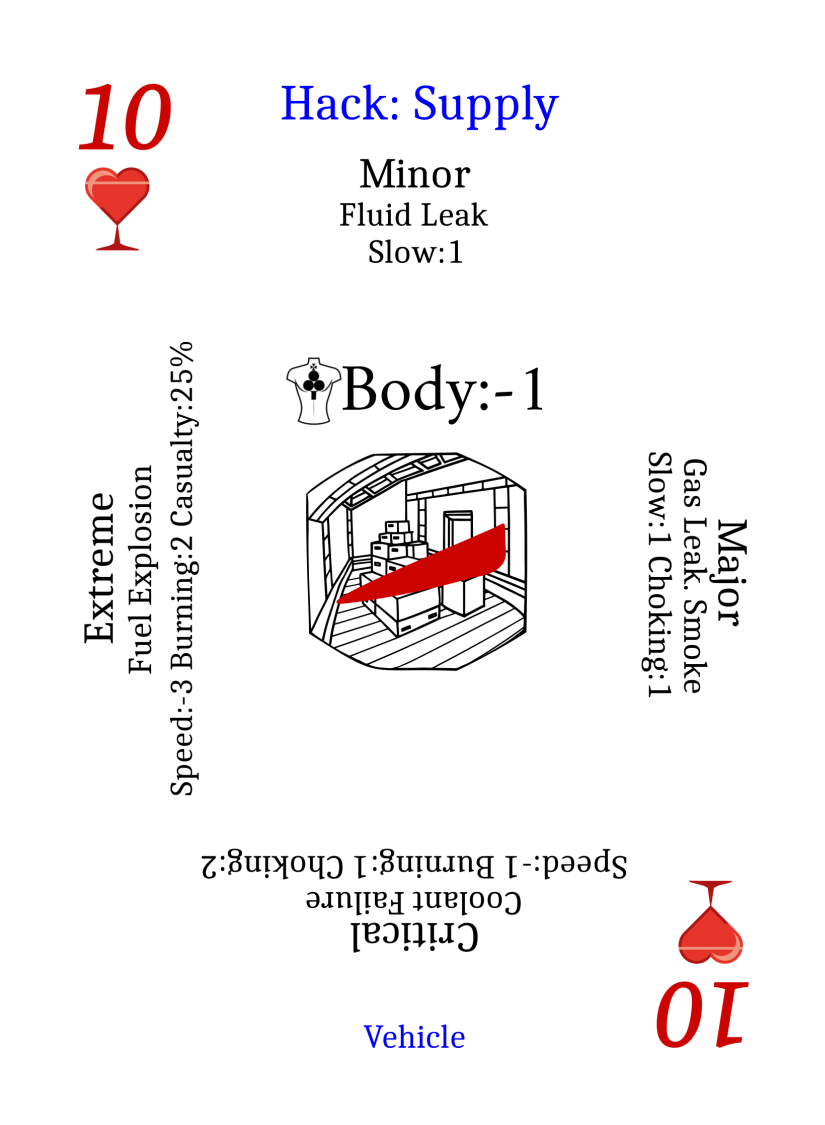 10
Hack: Supply
Minor
Fluid Leak
Slow:1
Body:-1
Extreme
Fuel Explosion
Speed:-3 Burning:2 Casualty:25%
Major
Gas Leak. Smoke
Slow:1 Choking:1
Critical
Coolant Failure
Speed:-1 Burning:1 Choking:2
Vehicle
10